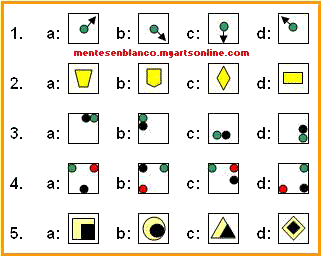 1. a: b: c: d:
mentesenblanco.mgartsonline.com
2. a: b: c: d:
3. a: b: c: d:
4. a: b: c: d:
5. a: b: c: d: